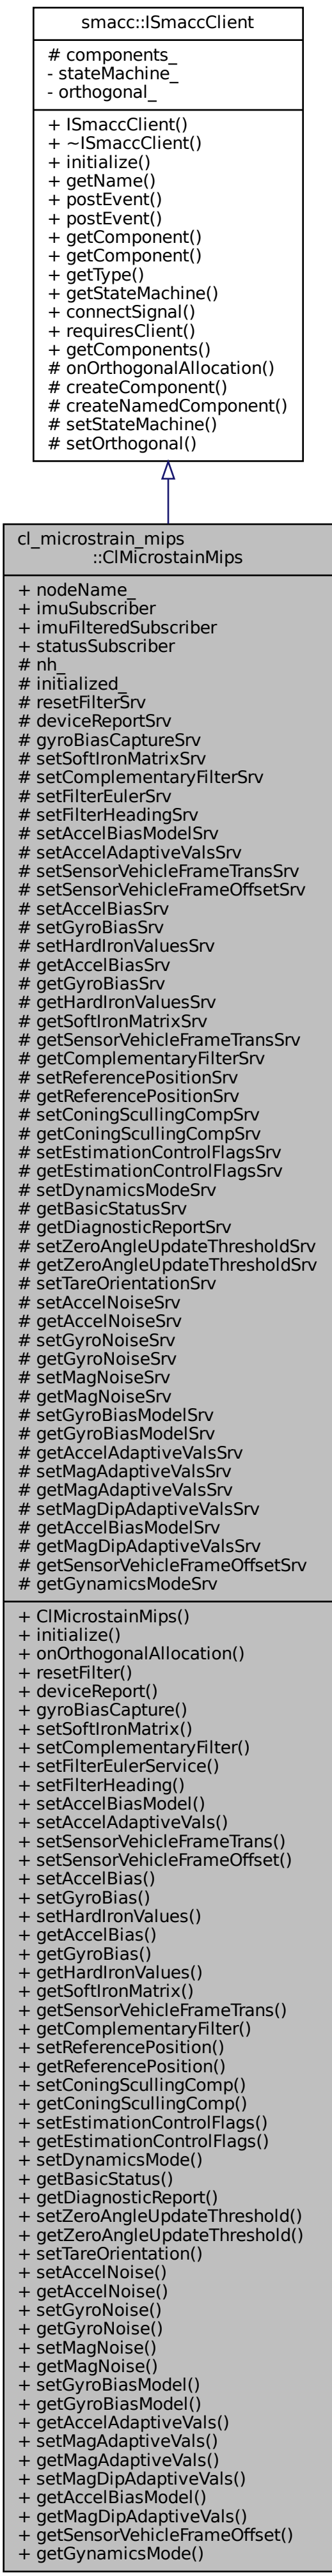 smacc::ISmaccClient
# components_
- stateMachine_
- orthogonal_
+ ISmaccClient()
+ ~ISmaccClient()
+ initialize()
+ getName()
+ postEvent()
+ postEvent()
+ getComponent()
+ getComponent()
+ getType()
+ getStateMachine()
+ connectSignal()
+ requiresClient()
+ getComponents()
# onOrthogonalAllocation()
# createComponent()
# createNamedComponent()
# setStateMachine()
# setOrthogonal()
cl_microstrain_mips
::ClMicrostainMips
+ nodeName_
+ imuSubscriber
+ imuFilteredSubscriber
+ statusSubscriber
# nh_
# initialized_
# resetFilterSrv
# deviceReportSrv
# gyroBiasCaptureSrv
# setSoftIronMatrixSrv
# setComplementaryFilterSrv
# setFilterEulerSrv
# setFilterHeadingSrv
# setAccelBiasModelSrv
# setAccelAdaptiveValsSrv
# setSensorVehicleFrameTransSrv
# setSensorVehicleFrameOffsetSrv
# setAccelBiasSrv
# setGyroBiasSrv
# setHardIronValuesSrv
# getAccelBiasSrv
# getGyroBiasSrv
# getHardIronValuesSrv
# getSoftIronMatrixSrv
# getSensorVehicleFrameTransSrv
# getComplementaryFilterSrv
# setReferencePositionSrv
# getReferencePositionSrv
# setConingScullingCompSrv
# getConingScullingCompSrv
# setEstimationControlFlagsSrv
# getEstimationControlFlagsSrv
# setDynamicsModeSrv
# getBasicStatusSrv
# getDiagnosticReportSrv
# setZeroAngleUpdateThresholdSrv
# getZeroAngleUpdateThresholdSrv
# setTareOrientationSrv
# setAccelNoiseSrv
# getAccelNoiseSrv
# setGyroNoiseSrv
# getGyroNoiseSrv
# setMagNoiseSrv
# getMagNoiseSrv
# setGyroBiasModelSrv
# getGyroBiasModelSrv
# getAccelAdaptiveValsSrv
# setMagAdaptiveValsSrv
# getMagAdaptiveValsSrv
# setMagDipAdaptiveValsSrv
# getAccelBiasModelSrv
# getMagDipAdaptiveValsSrv
# getSensorVehicleFrameOffsetSrv
# getGynamicsModeSrv
+ ClMicrostainMips()
+ initialize()
+ onOrthogonalAllocation()
+ resetFilter()
+ deviceReport()
+ gyroBiasCapture()
+ setSoftIronMatrix()
+ setComplementaryFilter()
+ setFilterEulerService()
+ setFilterHeading()
+ setAccelBiasModel()
+ setAccelAdaptiveVals()
+ setSensorVehicleFrameTrans()
+ setSensorVehicleFrameOffset()
+ setAccelBias()
+ setGyroBias()
+ setHardIronValues()
+ getAccelBias()
+ getGyroBias()
+ getHardIronValues()
+ getSoftIronMatrix()
+ getSensorVehicleFrameTrans()
+ getComplementaryFilter()
+ setReferencePosition()
+ getReferencePosition()
+ setConingScullingComp()
+ getConingScullingComp()
+ setEstimationControlFlags()
+ getEstimationControlFlags()
+ setDynamicsMode()
+ getBasicStatus()
+ getDiagnosticReport()
+ setZeroAngleUpdateThreshold()
+ getZeroAngleUpdateThreshold()
+ setTareOrientation()
+ setAccelNoise()
+ getAccelNoise()
+ setGyroNoise()
+ getGyroNoise()
+ setMagNoise()
+ getMagNoise()
+ setGyroBiasModel()
+ getGyroBiasModel()
+ getAccelAdaptiveVals()
+ setMagAdaptiveVals()
+ getMagAdaptiveVals()
+ setMagDipAdaptiveVals()
+ getAccelBiasModel()
+ getMagDipAdaptiveVals()
+ getSensorVehicleFrameOffset()
+ getGynamicsMode()